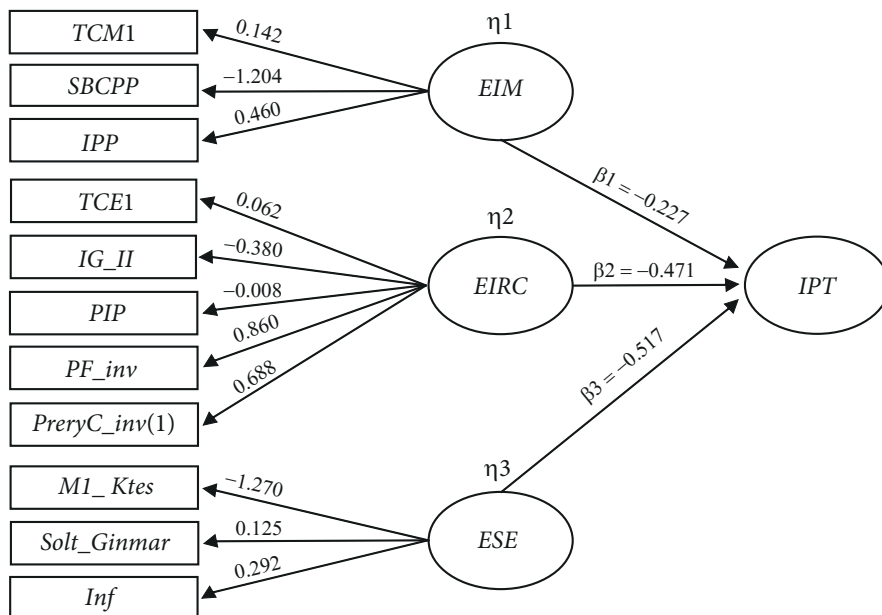 η1
TCM1
0.142
SBCPP
−1.204
EIM
IPP
0.460
β1 = −0.227
TCE1
0.062
η2
IG_II
−0.380
PIP
−0.008
EIRC
β2 = −0.471
IPT
PF_inv
0.860
PreryC_inv(1)
0.688
β3 = −0.517
η3
M1_ Ktes
−1.270
Solt_Ginmar
0.125
ESE
Inf
0.292